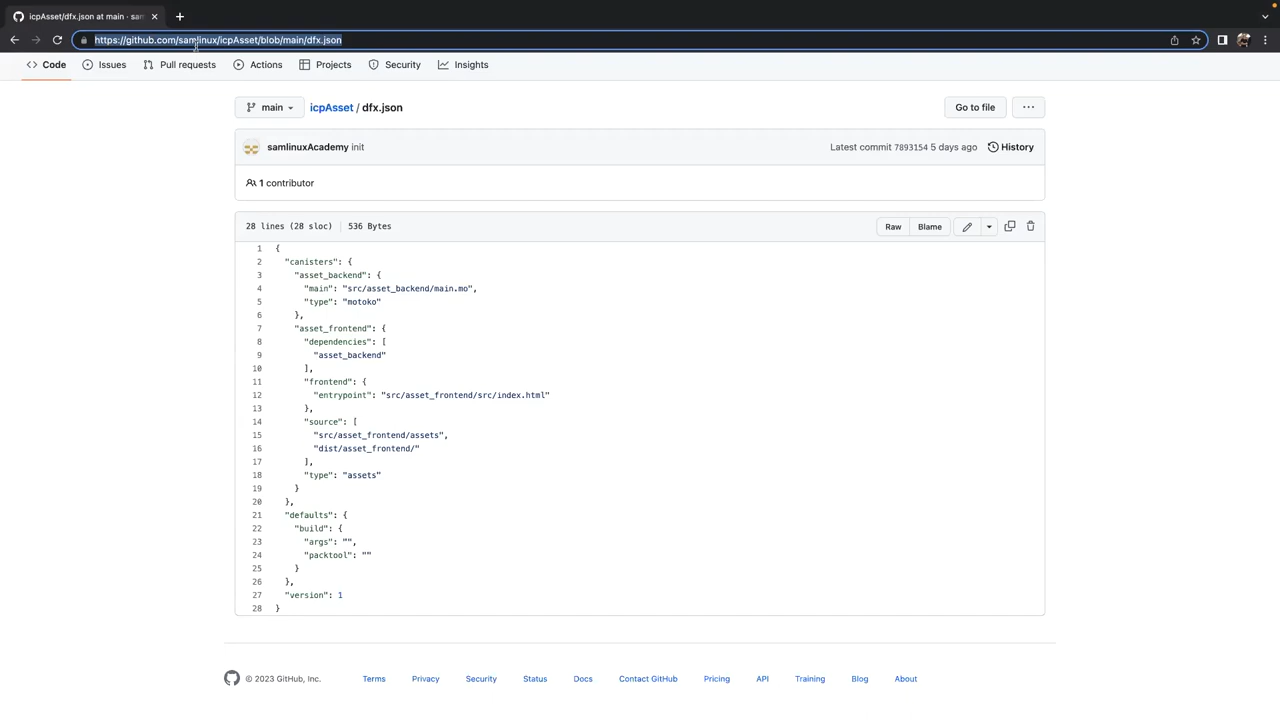 icpAsset/dfx.json at main · sam
https://github.com/samlinux/icpAsset/blob/main/dfx.json
Code Issues Pull requests Actions Projects Security Insights
main icpAsset / dfx.json Go to file ...
samlinuxAcademy init Latest commit 7893154 5 days ago History
1 contributor
28 lines (28 sloc) 536 Bytes Raw Blame
1 {
2 "canisters": {
3 "asset_backend": {
4 "main": "src/asset_backend/main.mo",
5 "type": "motoko"
6 },
7 "asset_frontend": {
8 "dependencies": [
9 "asset_backend"
10 ],
11 "frontend": {
12 "entrypoint": "src/asset_frontend/src/index.html"
13 },
14 "source": [
15 "src/asset_frontend/assets",
16 "dist/asset_frontend/"
17 ],
18 "type": "assets"
19 }
20 },
21 "defaults": {
22 "build": {
23 "args": "",
24 "packtool": ""
25 }
26 },
27 "version": 1
28 }
© 2023 GitHub, Inc. Terms Privacy Security Status Docs Contact GitHub Pricing API Training Blog About